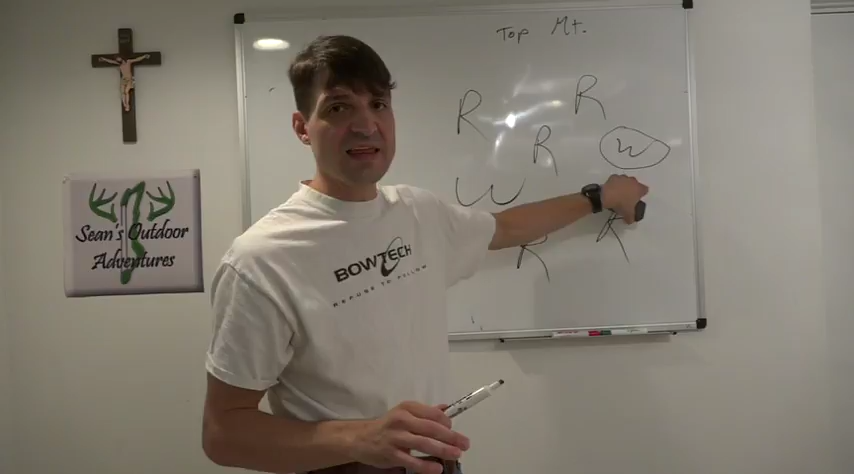 Top Mt.
R
R
R
W
W
R
R
Sean's Outdoor
Adventures
BOWTECH
REFUSE TO FOLLOW